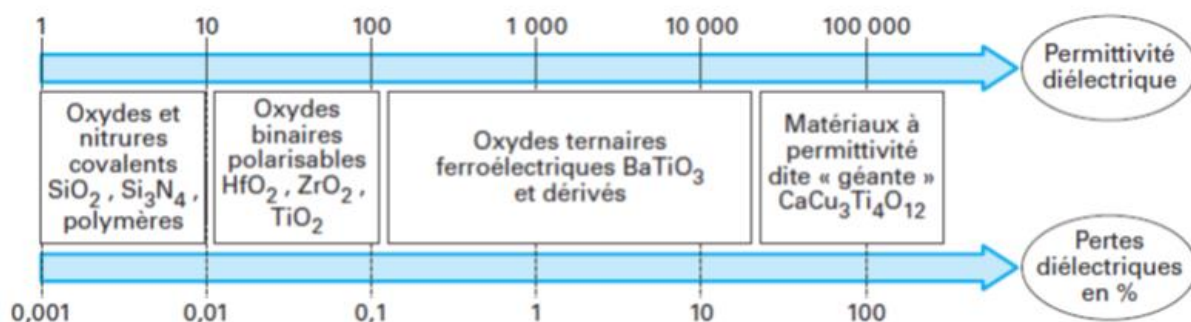 1 10 100 1 000 10 000 100 000
Permittivité
diélectrique
Oxydes et
nitrures
covalents
SiO2 , Si3N4 ,
polymères
Oxydes
binaires
polarisables
HfO2 , ZrO2 ,
TiO2
Oxydes ternaires
ferroélectriques BaTiO3
et dérivés
Matériaux à
permittivité
dite « géante »
CaCu3Ti4O12
Pertes
diélectriques
en %
0,001 0,01 0,1 1 10 100